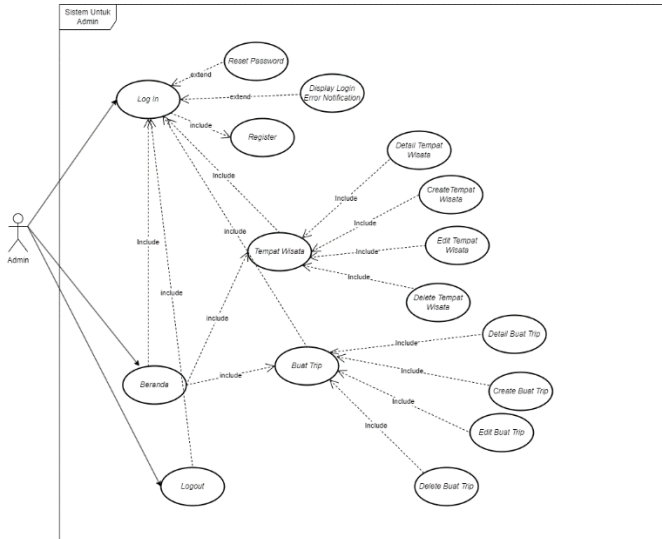 Sistem Untuk
Admin
Reset Password
extend
Display Login
Error Notification
Log In
extend
include
Register
Detail Tempat
Wisata
Include
Include
CreateTempat
Wisata
Include
Include
Admin
Include
include
Tempat Wisata
Include
Edit Tempat
Wisata
Include
Delete Tempat
Wisata
include
Detail Buat Trip
Include
Buat Trip
Include
Beranda
include
Create Buat Trip
Include
Include
Edit Buat Trip
Logout
Delete Buat Trip